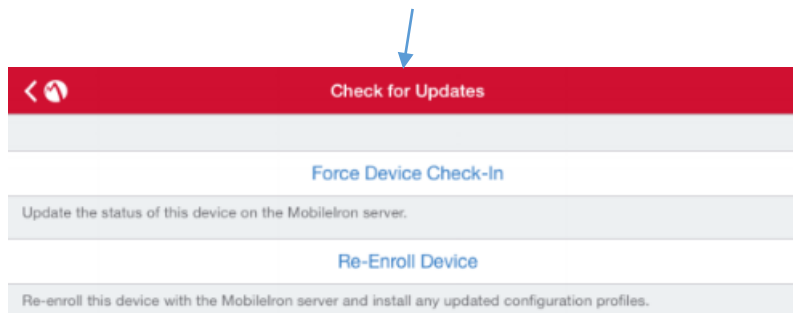 Check for Updates
Force Device Check-In
Update the status of this device on the MobileIron server.
Re-Enroll Device
Re-enroll this device with the MobileIron server and install any updated configuration profiles.